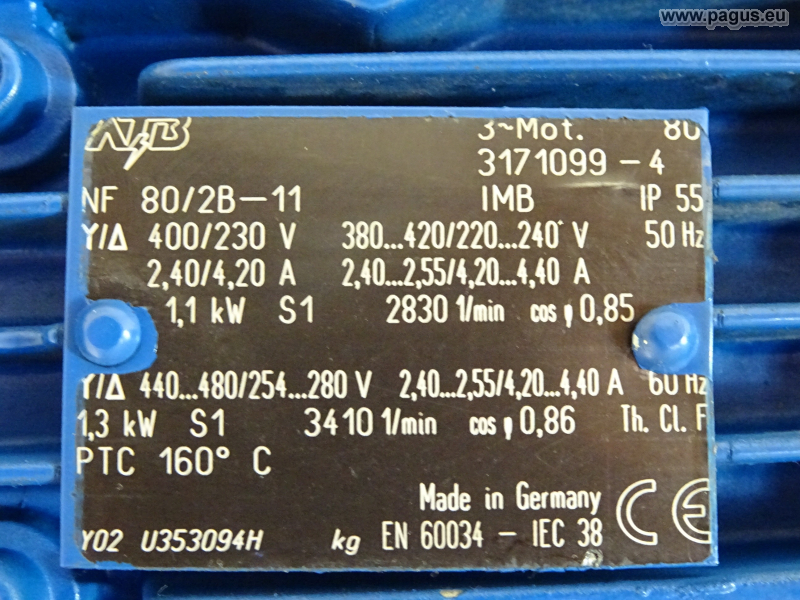 www.pagus.eu
ATB 3~Mot. 80
3171099-4
NF 80/2B-11 IMB IP 55
Y/Δ 400/230 V 380...420/220...240 V 50 Hz
2,40/4,20 A 2,40...2,55/4,20...4,40 A
1,1 kW S1 2830 1/min cos φ 0,85
Y/Δ 440...480/254...280 V 2,40...2,55/4,20...4,40 A 60 Hz
1,3 kW S1 3410 1/min cos φ 0,86 Th. Cl. F
PTC 160° C
Made in Germany CE
Y02 U353094H kg EN 60034 - IEC 38